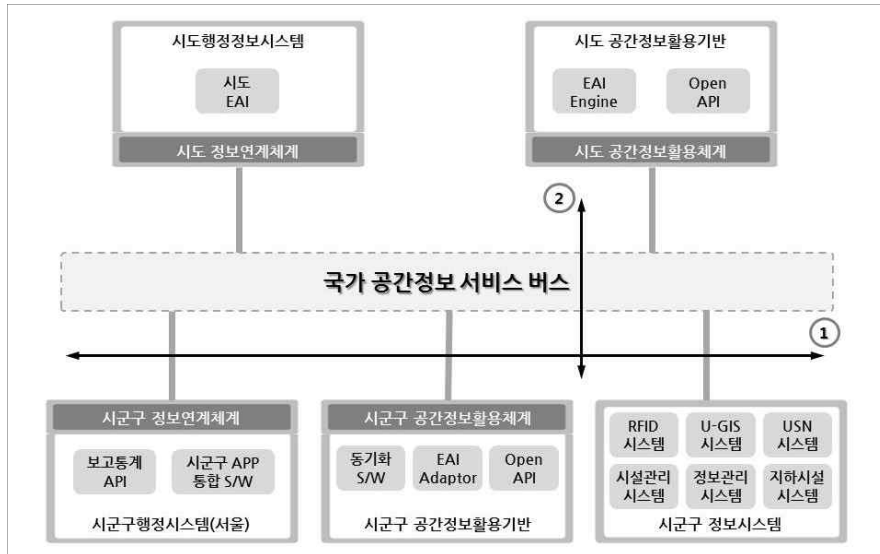 시도행정정보시스템
시도
EAI
시도 정보연계체계
시도 공간정보활용기반
EAI
Engine
Open
API
시도 공간정보활용체계
2
국가 공간정보 서비스 버스
1
시군구 정보연계체계
보고통계
API
시군구 APP
통합 S/W
시군구행정시스템(서울)
시군구 공간정보활용체계
동기화
S/W
EAI
Adaptor
Open
API
시군구 공간정보활용기반
RFID
시스템
U-GIS
시스템
USN
시스템
시설관리
시스템
정보관리
시스템
지하시설
시스템
시군구 정보시스템